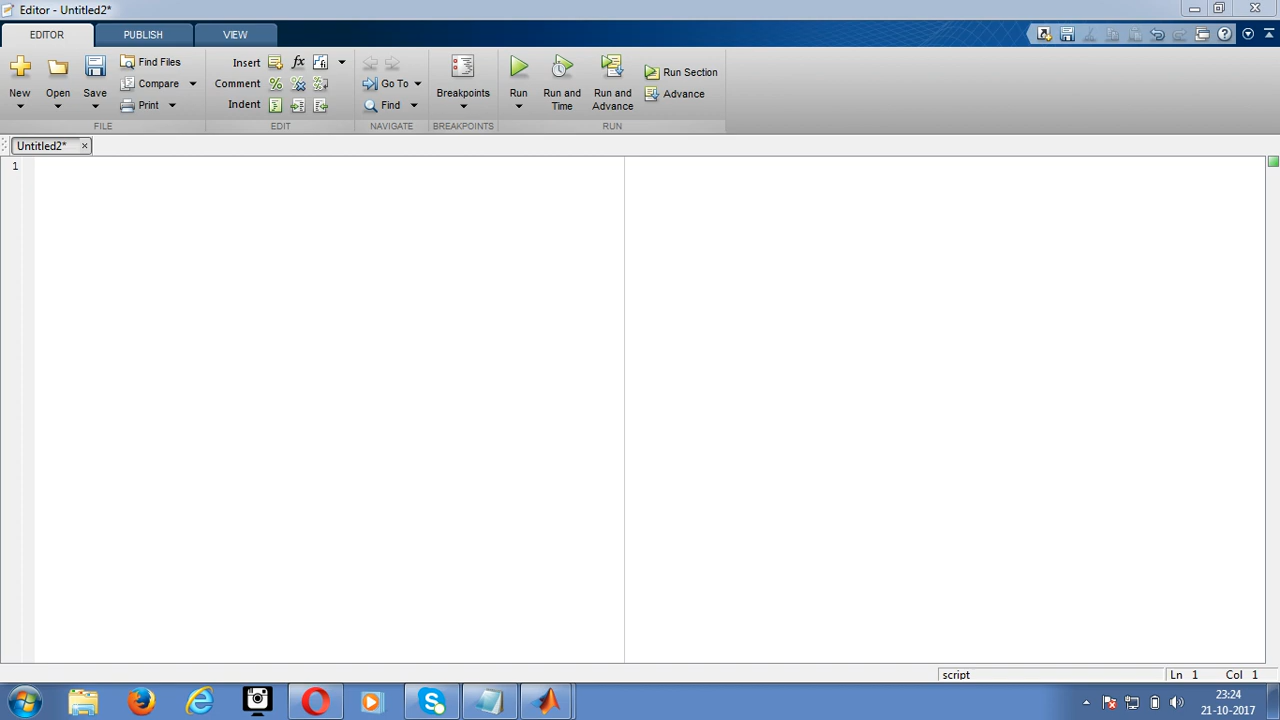 Editor - Untitled2*
EDITOR PUBLISH VIEW
New Open Save Find Files Compare Print
FILE
Insert fx
Comment
Indent
EDIT
Go To
Find
NAVIGATE
Breakpoints
BREAKPOINTS
Run Run and Time Run and Advance Run Section Advance
RUN
Untitled2*
1
script Ln 1 Col 1
23:24
21-10-2017